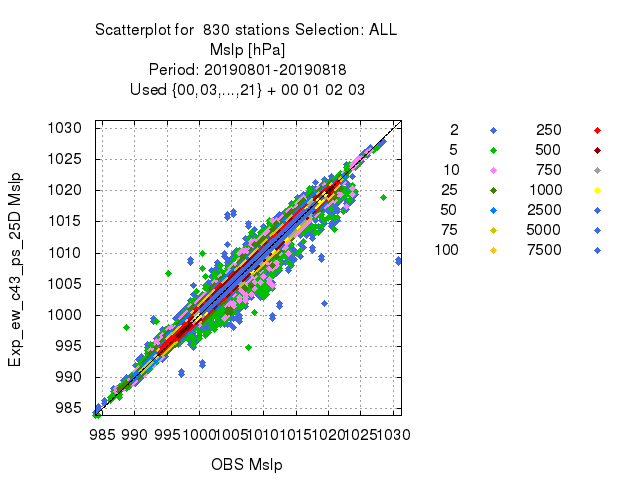 Scatterplot for 830 stations Selection: ALL
Mslp [hPa]
Period: 20190801-20190818
Used {00,03,...,21} + 00 01 02 03
1030
1025
1020
1015
1010
1005
1000
995
990
985
Exp_ew_c43_ps_25D Mslp
985 990 995 1000 1005 1010 1015 1020 1025 1030
OBS Mslp
2 250
5 500
10 750
25 1000
50 2500
75 5000
100 7500